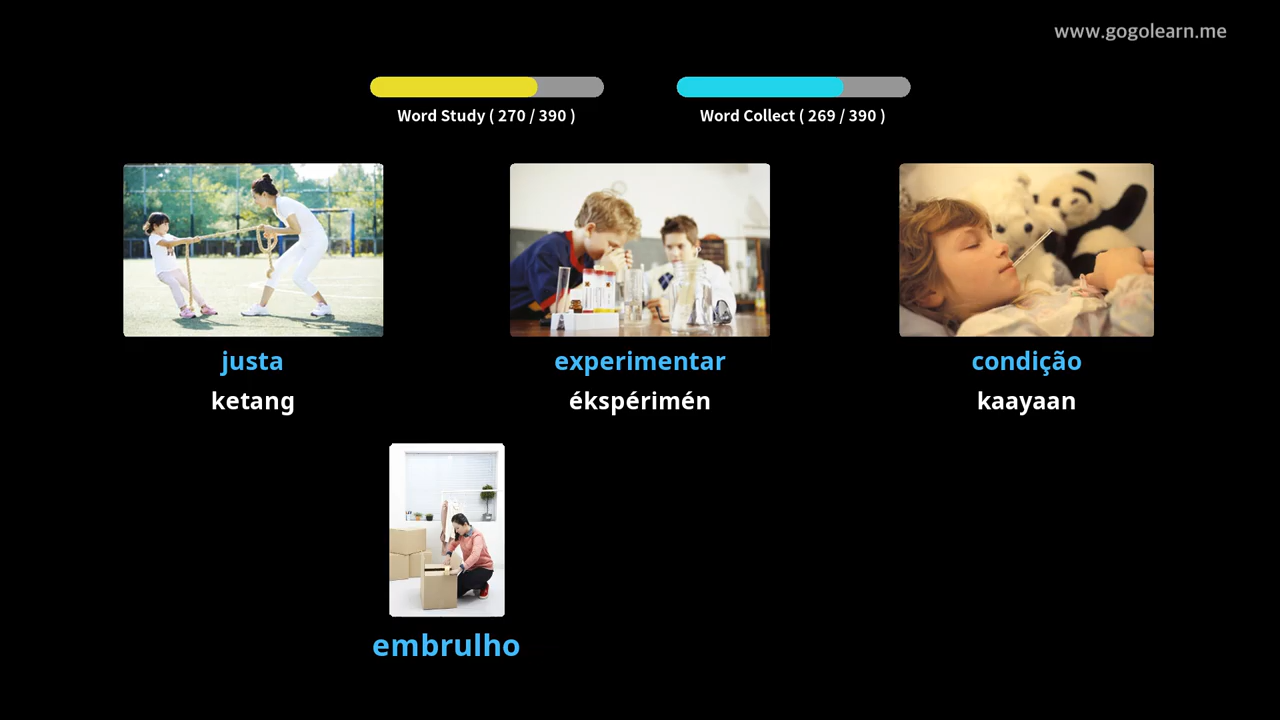 www.gogolearn.me
Word Study ( 270 / 390 )
Word Collect ( 269 / 390 )
justa
experimentar
condição
ketang
ékspérimén
kaayaan
embrulho